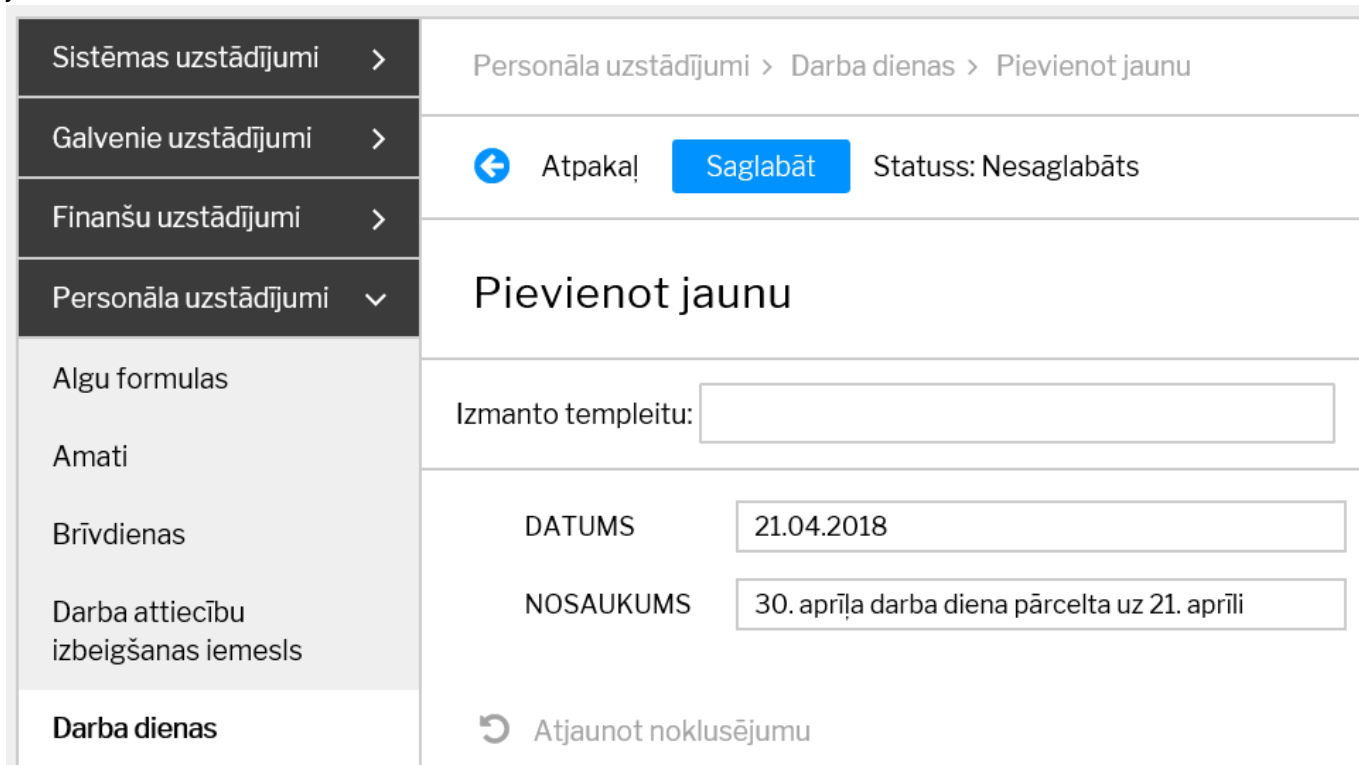 Sistēmas uzstādījumi
Galvenie uzstādījumi
Finanšu uzstādījumi
Personāla uzstādījumi
Algu formulas
Amati
Brīvdienas
Darba attiecību
izbeigšanas iemesls
Darba dienas
Personāla uzstādījumi > Darba dienas > Pievienot jaunu
Atpakaļ Saglabāt Statuss: Nesaglabāts
Pievienot jaunu
Izmanto templeitu:
DATUMS 21.04.2018
NOSAUKUMS 30. aprīļa darba diena pārcelta uz 21. aprīli
Atjaunot noklusējumu